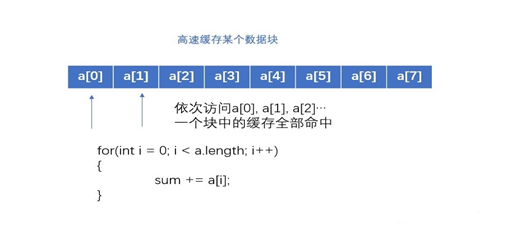 高速缓存某个数据块
a[0] a[1] a[2] a[3] a[4] a[5] a[6] a[7]
依次访问a[0], a[1], a[2]…
一个块中的缓存全部命中
for(int i = 0; i < a.length; i++)
{
sum += a[i];
}